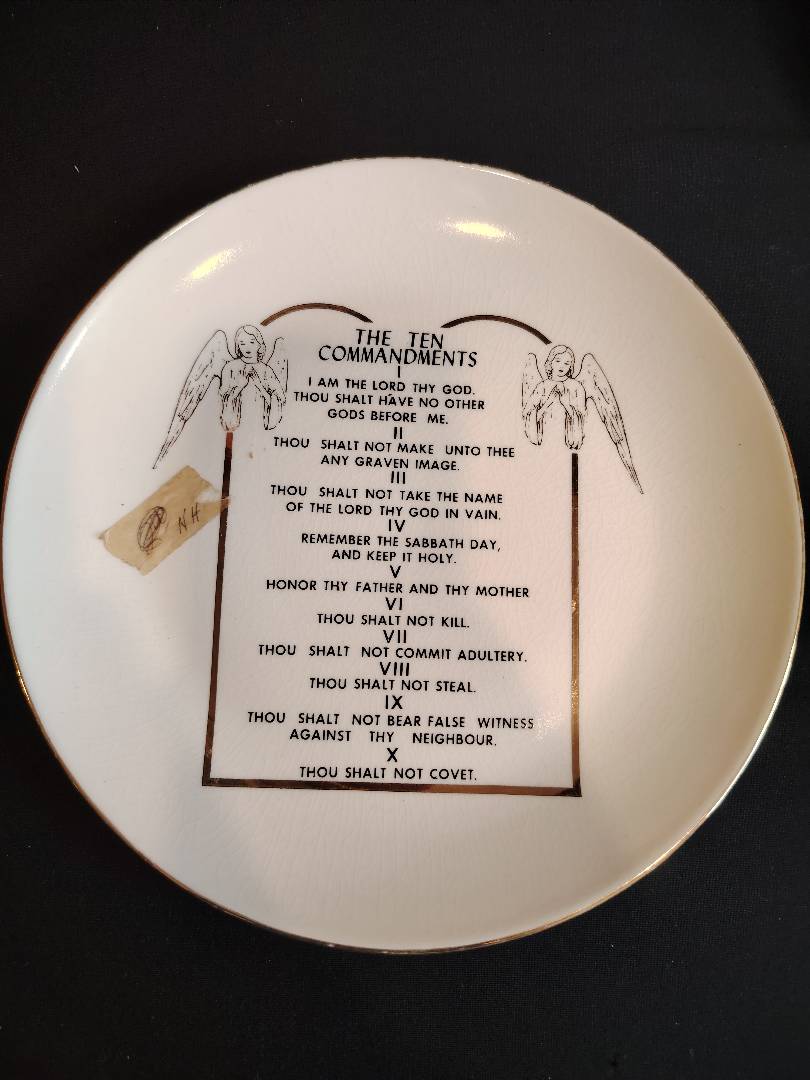 THE TEN
COMMANDMENTS
I
I AM THE LORD THY GOD.
THOU SHALT HAVE NO OTHER
GODS BEFORE ME.
II
THOU SHALT NOT MAKE UNTO THEE
ANY GRAVEN IMAGE.
III
THOU SHALT NOT TAKE THE NAME
OF THE LORD THY GOD IN VAIN.
IV
REMEMBER THE SABBATH DAY,
AND KEEP IT HOLY.
V
HONOR THY FATHER AND THY MOTHER
VI
THOU SHALT NOT KILL.
VII
THOU SHALT NOT COMMIT ADULTERY.
VIII
THOU SHALT NOT STEAL.
IX
THOU SHALT NOT BEAR FALSE WITNESS
AGAINST THY NEIGHBOUR.
X
THOU SHALT NOT COVET.
NH